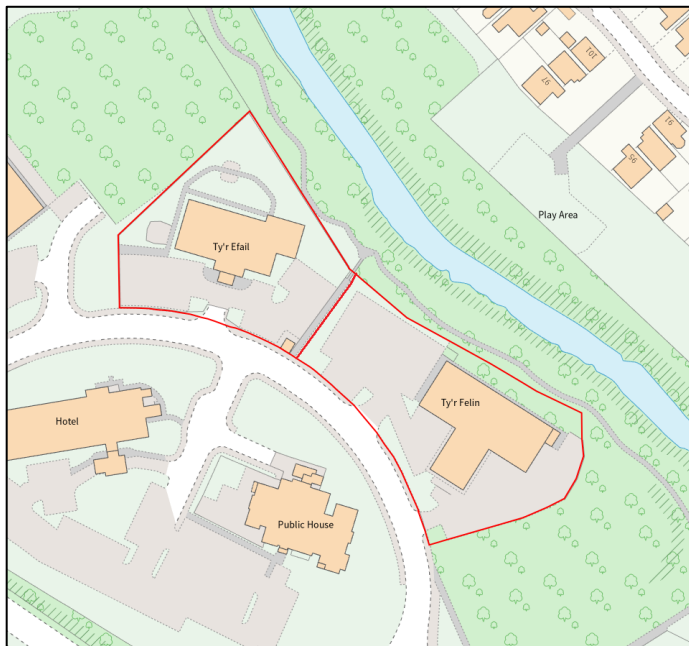 101
97
91
95
Play Area
Ty'r Efail
Ty'r Felin
Hotel
Public House